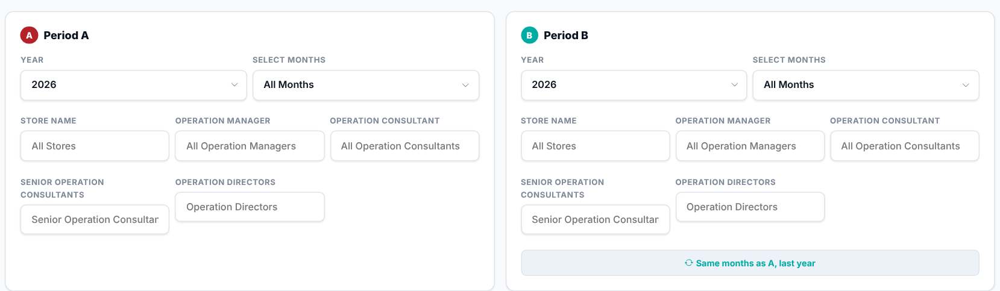 A Period A
YEAR
SELECT MONTHS
2026
All Months
STORE NAME
OPERATION MANAGER
OPERATION CONSULTANT
All Stores
All Operation Managers
All Operation Consultants
SENIOR OPERATION
CONSULTANTS
OPERATION DIRECTORS
Senior Operation Consultar
Operation Directors
B Period B
YEAR
SELECT MONTHS
2026
All Months
STORE NAME
OPERATION MANAGER
OPERATION CONSULTANT
All Stores
All Operation Managers
All Operation Consultants
SENIOR OPERATION
CONSULTANTS
OPERATION DIRECTORS
Senior Operation Consultar
Operation Directors
Same months as A, last year